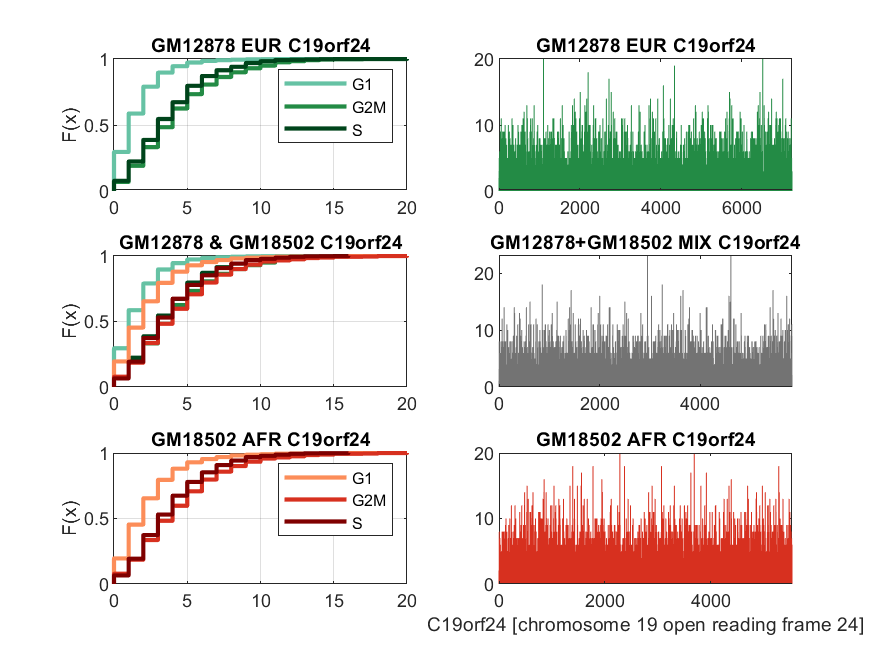 GM12878 EUR C19orf24
F(x)
1
0.5
0
0 5 10 15 20
G1
G2M
S
GM12878 EUR C19orf24
20
10
0
0 2000 4000 6000
GM12878 & GM18502 C19orf24
F(x)
1
0.5
0
0 5 10 15 20
GM12878+GM18502 MIX C19orf24
20
10
0
0 2000 4000
GM18502 AFR C19orf24
F(x)
1
0.5
0
0 5 10 15 20
G1
G2M
S
GM18502 AFR C19orf24
20
10
0
0 2000 4000
C19orf24 [chromosome 19 open reading frame 24]